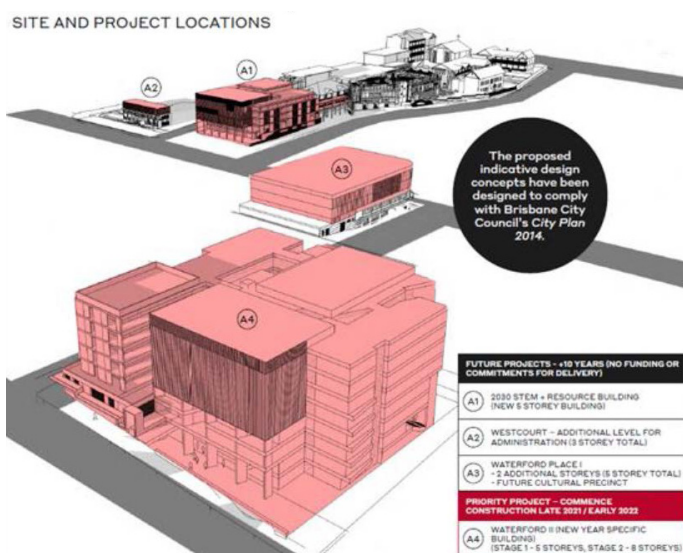 SITE AND PROJECT LOCATIONS
A2
A1
A3
The proposed
indicative design
concepts have been
designed to comply
with Brisbane City
Council's City Plan
2014.
A4
FUTURE PROJECTS - +10 YEARS (NO FUNDING OR
COMMITMENTS FOR DELIVERY)
A1
2030 STEM + RESOURCE BUILDING
(NEW 5 STOREY BUILDING)
A2
WESTCOURT – ADDITIONAL LEVEL FOR
ADMINISTRATION (3 STOREY TOTAL)
A3
WATERFORD PLACE I
- 2 ADDITIONAL STOREYS (5 STOREY TOTAL)
- FUTURE CULTURAL PRECINCT
PRIORITY PROJECT – COMMENCE
CONSTRUCTION LATE 2021 / EARLY 2022
A4
WATERFORD II (NEW YEAR SPECIFIC
BUILDING)
(STAGE 1 - 5 STOREYS, STAGE 2 - 8 STOREYS)